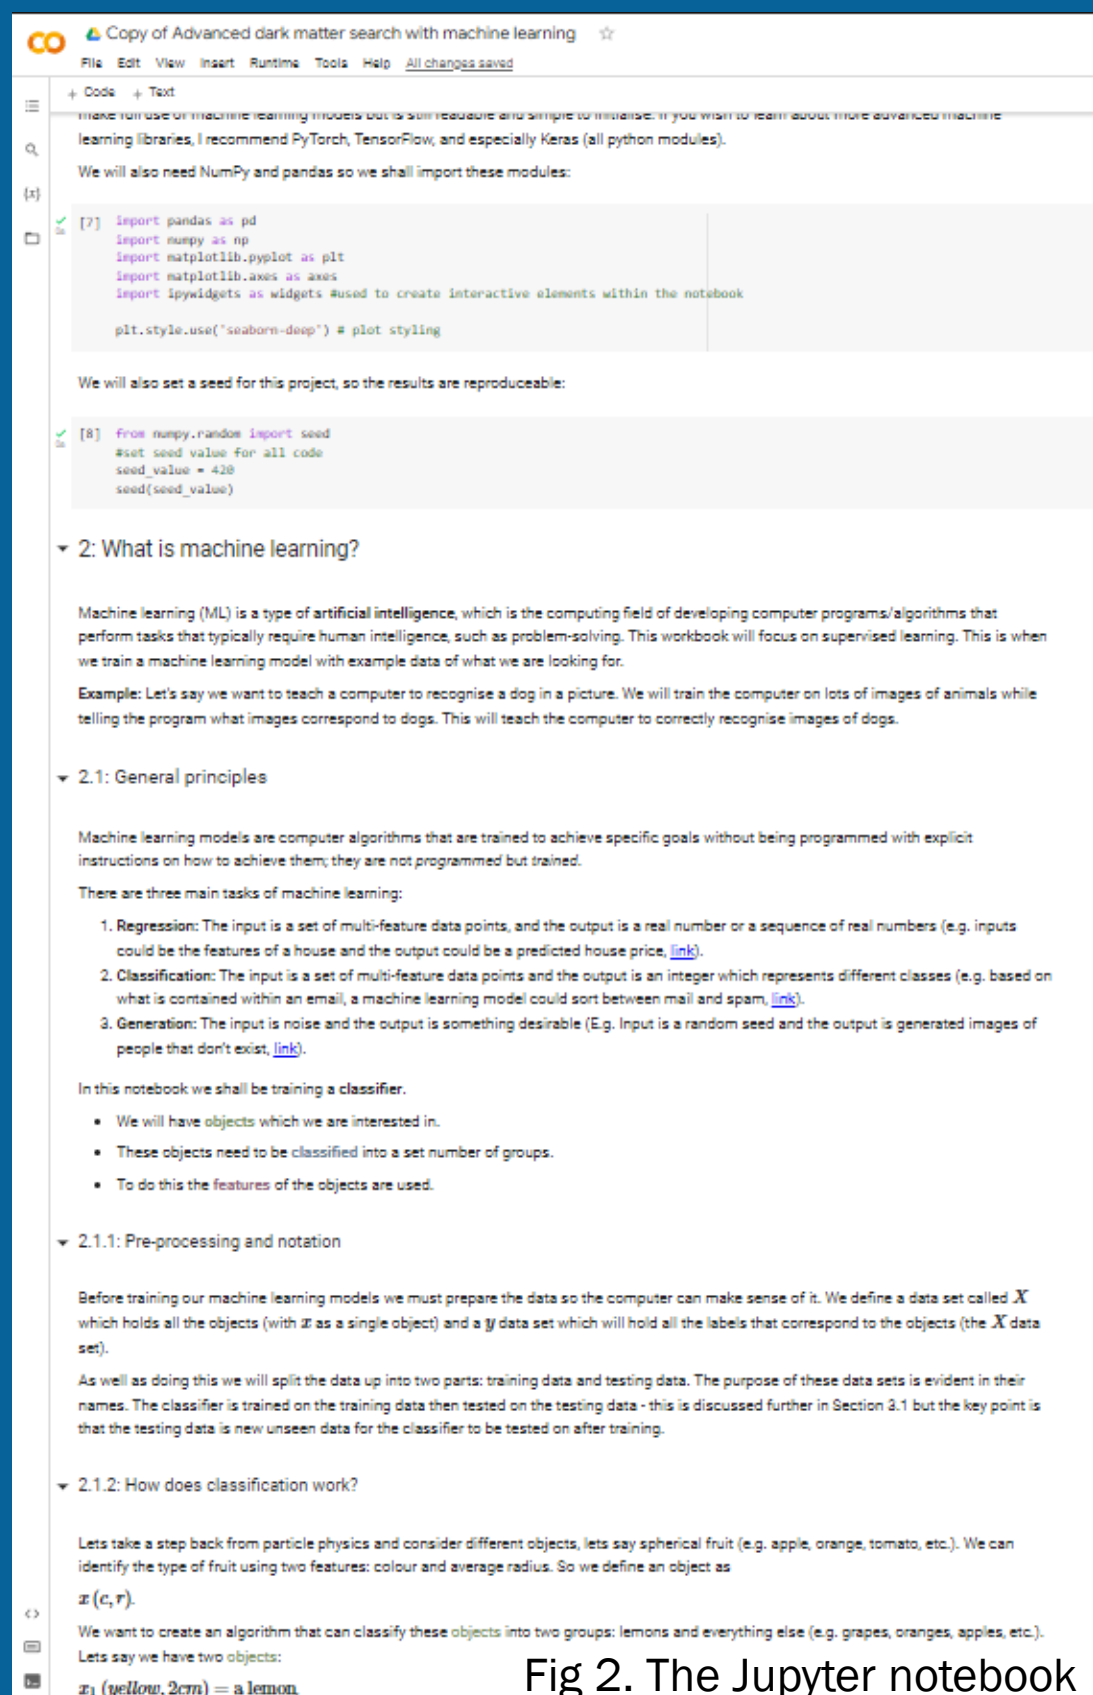 CO Copy of Advanced dark matter search with machine learning
File Edit View Insert Runtime Tools Help All changes saved
+ Code + Text
make full use of machine learning models but is still readable and simple to initialise. If you wish to learn about more advanced machine
learning libraries, I recommend PyTorch, TensorFlow, and especially Keras (all python modules).
We will also need NumPy and pandas so we shall import these modules:
[7] import pandas as pd
import numpy as np
import matplotlib.pyplot as plt
import matplotlib.axes as axes
import ipywidgets as widgets #used to create interactive elements within the notebook
plt.style.use("seaborn-deep") # plot styling
We will also set a seed for this project, so the results are reproduceable:
[8] from numpy.random import seed
#set seed value for all code
seed_value = 420
seed(seed_value)
2: What is machine learning?
Machine learning (ML) is a type of artificial intelligence, which is the computing field of developing computer programs/algorithms that
perform tasks that typically require human intelligence, such as problem-solving. This workbook will focus on supervised learning. This is when
we train a machine learning model with example data of what we are looking for.
Example: Let's say we want to teach a computer to recognise a dog in a picture. We will train the computer on lots of images of animals while
telling the program what images correspond to dogs. This will teach the computer to correctly recognise images of dogs.
2.1: General principles
Machine learning models are computer algorithms that are trained to achieve specific goals without being programmed with explicit
instructions on how to achieve them; they are not programmed but trained.
There are three main tasks of machine learning:
1. Regression: The input is a set of multi-feature data points, and the output is a real number or a sequence of real numbers (e.g. inputs
could be the features of a house and the output could be a predicted house price, link).
2. Classification: The input is a set of multi-feature data points and the output is an integer which represents different classes (e.g. based on
what is contained within an email, a machine learning model could sort between mail and spam, link).
3. Generation: The input is noise and the output is something desirable (E.g. Input is a random seed and the output is generated images of
people that don't exist, link).
In this notebook we shall be training a classifier.
• We will have objects which we are interested in.
• These objects need to be classified into a set number of groups.
• To do this the features of the objects are used.
2.1.1: Pre-processing and notation
Before training our machine learning models we must prepare the data so the computer can make sense of it. We define a data set called X
which holds all the objects (with x as a single object) and a y data set which will hold all the labels that correspond to the objects (the X data
set).
As well as doing this we will split the data up into two parts: training data and testing data. The purpose of these data sets is evident in their
names. The classifier is trained on the training data then tested on the testing data - this is discussed further in Section 3.1 but the key point is
that the testing data is new unseen data for the classifier to be tested on after training.
2.1.2: How does classification work?
Lets take a step back from particle physics and consider different objects, lets say spherical fruit (e.g. apple, orange, tomato, etc.). We can
identify the type of fruit using two features: colour and average radius. So we define an object as
x (c, r).
We want to create an algorithm that can classify these objects into two groups: lemons and everything else (e.g. grapes, oranges, apples, etc.).
Lets say we have two objects:
x₁ (yellow, 2cm) = a lemon
Fig 2. The Jupyter notebook